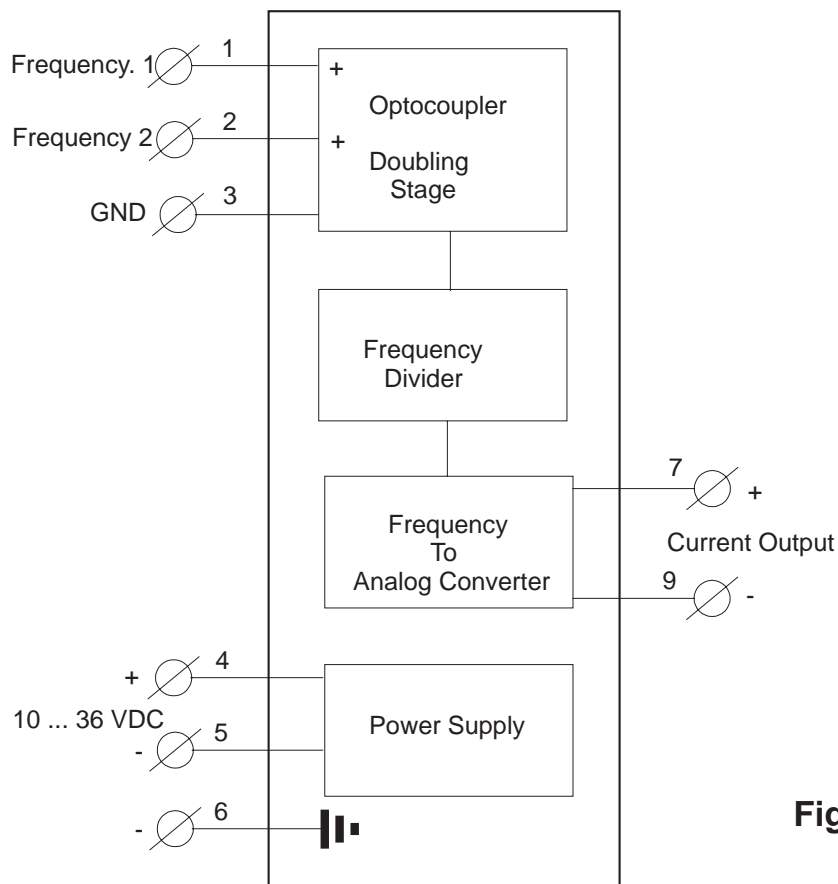 Frequency. 1
1
+
Optocoupler
Frequency 2
2
+
Doubling
Stage
GND
3
Frequency
Divider
7
+
Frequency
To
Analog Converter
Current Output
9
-
+
4
10 ... 36 VDC
Power Supply
-
5
-
6
Fig